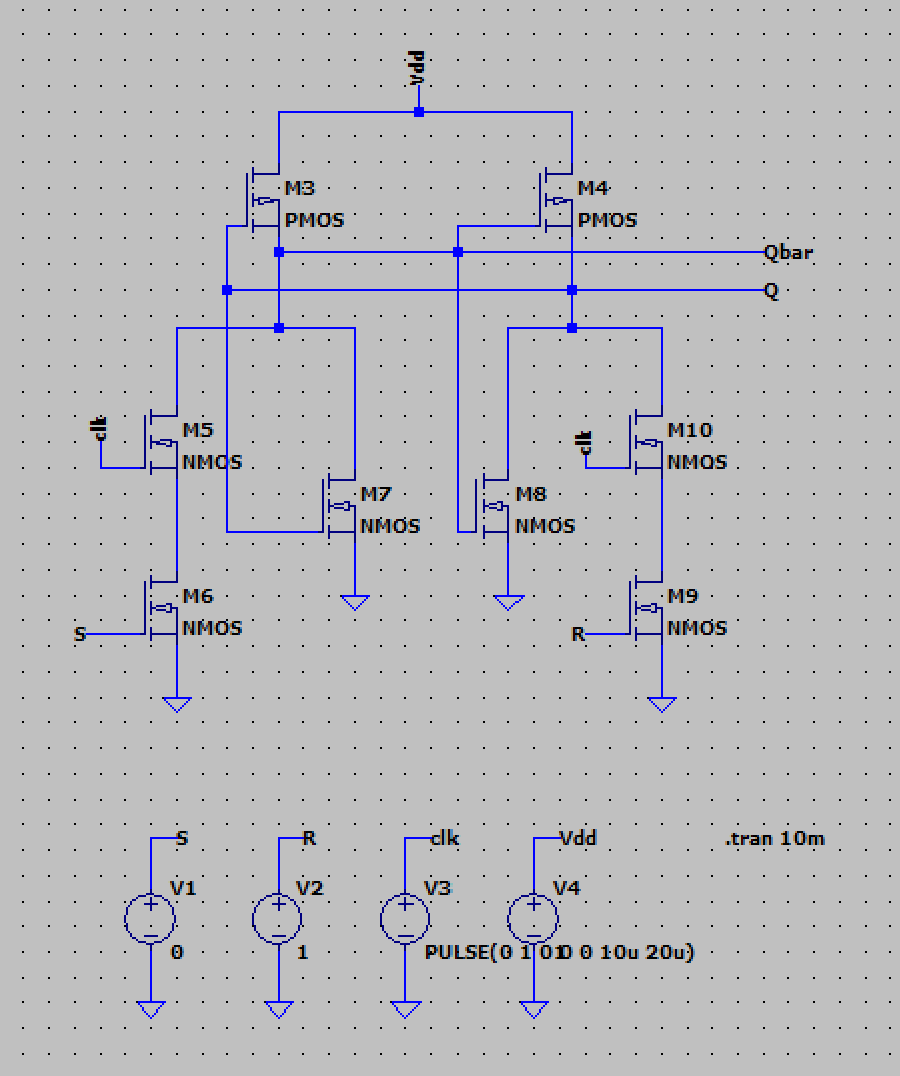 Vdd
M3
PMOS
M4
PMOS
Qbar
Q
clk
M5
NMOS
clk
M10
NMOS
M7
NMOS
M8
NMOS
S
M6
NMOS
R
M9
NMOS
S
R
clk
Vdd
.tran 10m
V1
V2
V3
V4
0
1
PULSE(0 1 0 0 0 10u 20u)